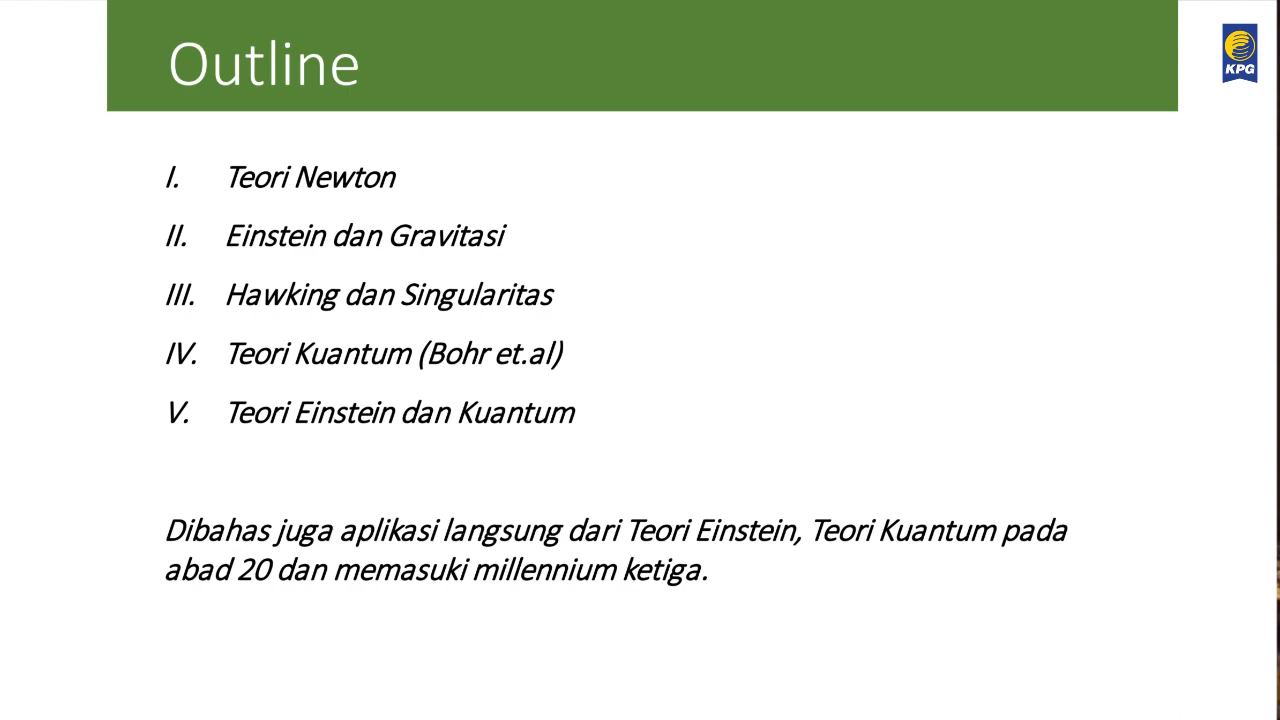 Outline
KPG
I. Teori Newton
II. Einstein dan Gravitasi
III. Hawking dan Singularitas
IV. Teori Kuantum (Bohr et.al)
V. Teori Einstein dan Kuantum
Dibahas juga aplikasi langsung dari Teori Einstein, Teori Kuantum pada
abad 20 dan memasuki millennium ketiga.